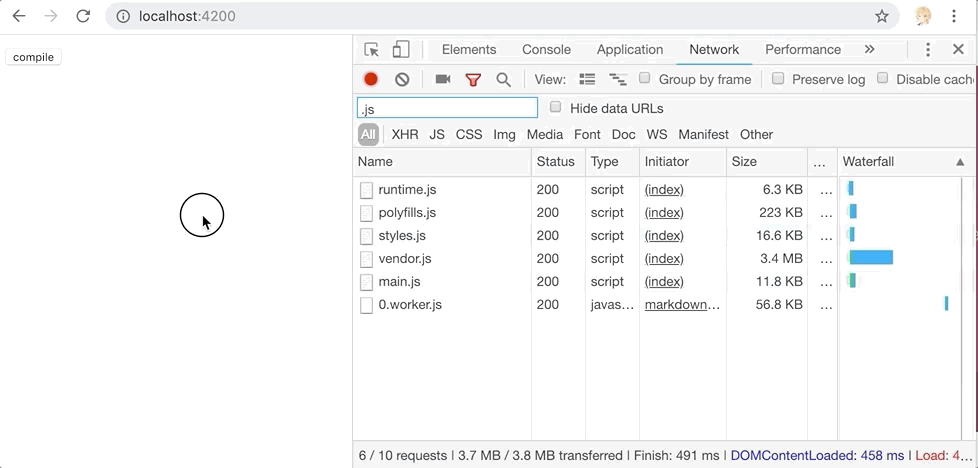 localhost:4200
compile
Elements Console Application Network Performance »
View: Group by frame Preserve log Disable cach
.js Hide data URLs
All XHR JS CSS Img Media Font Doc WS Manifest Other
Name Status Type Initiator Size ... Waterfall ▲
runtime.js 200 script (index) 6.3 KB ...
polyfills.js 200 script (index) 223 KB ...
styles.js 200 script (index) 16.6 KB ...
vendor.js 200 script (index) 3.4 MB ...
main.js 200 script (index) 11.8 KB ...
0.worker.js 200 javas... markdown... 56.8 KB ...
6 / 10 requests | 3.7 MB / 3.8 MB transferred | Finish: 491 ms | DOMContentLoaded: 458 ms | Load: 4...